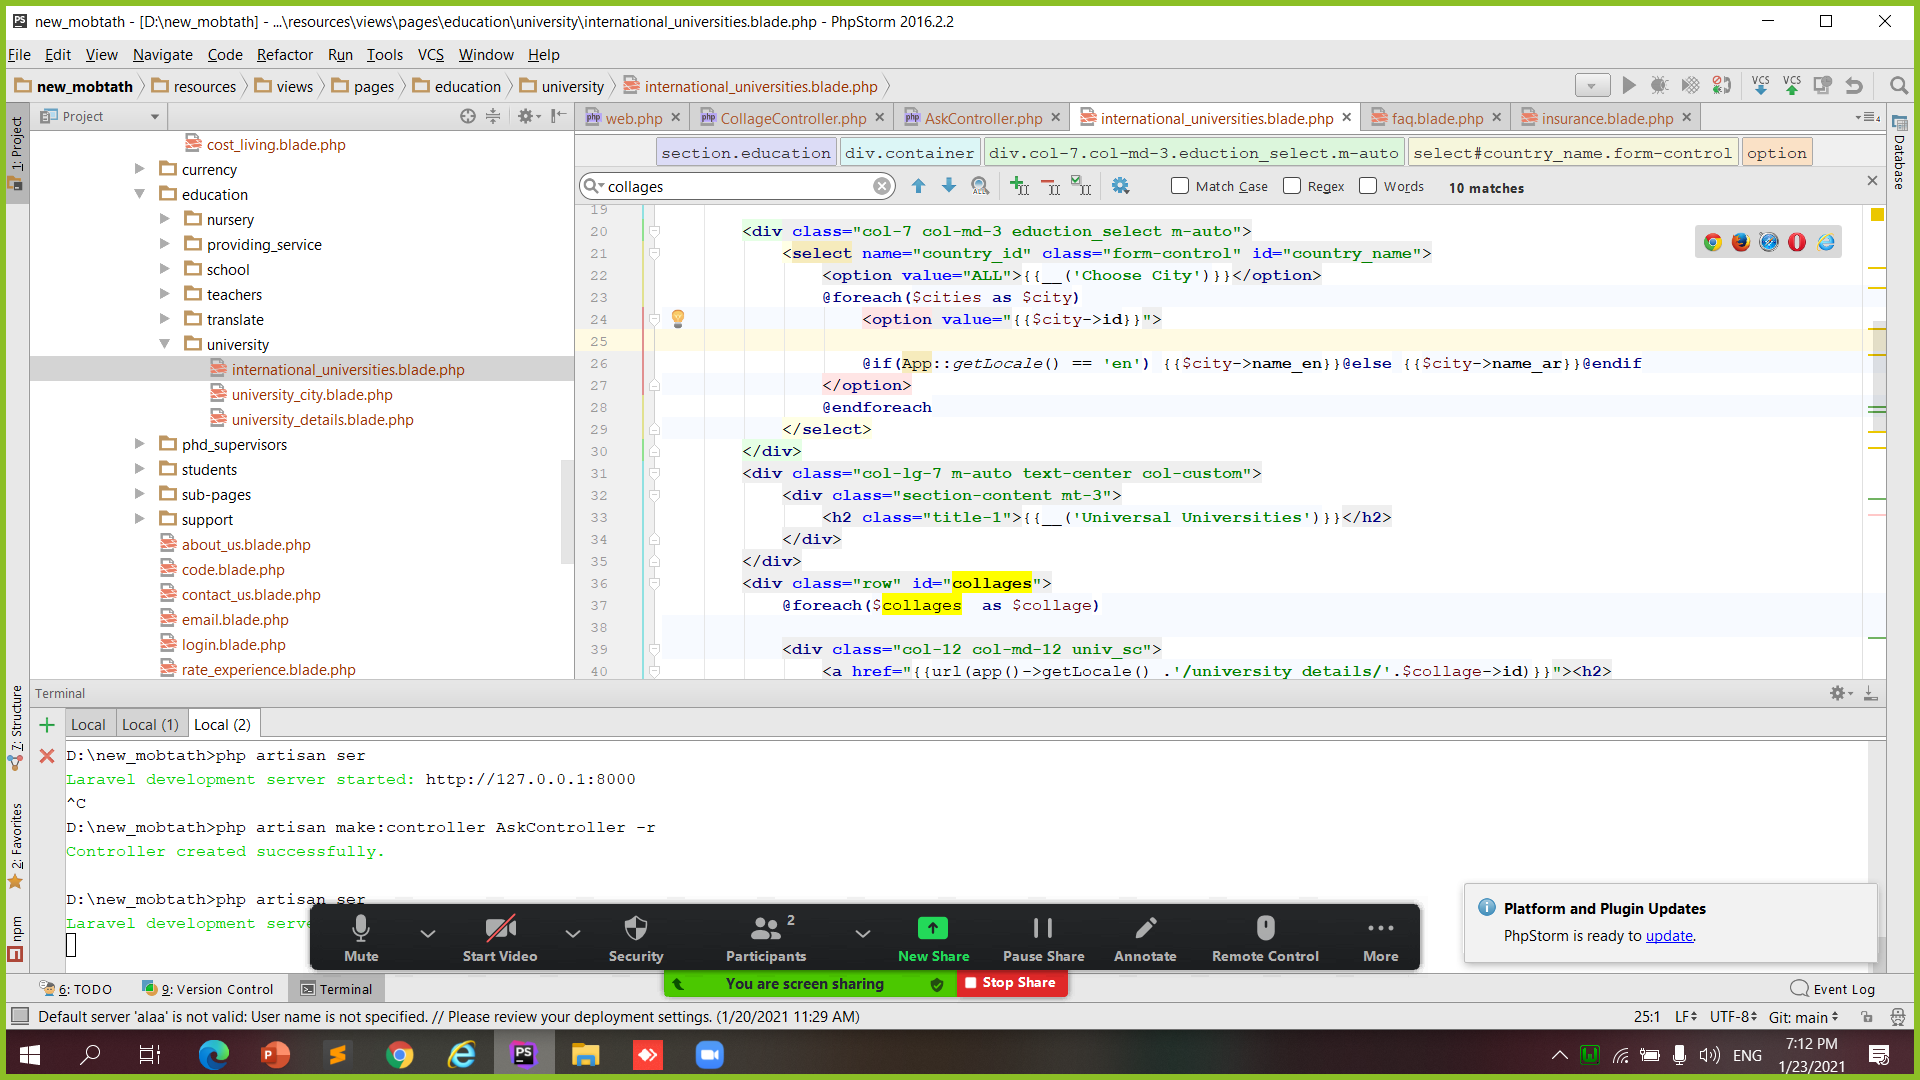 new_mobtath - [D:\new_mobtath] - ...\resources\views\pages\education\university\international_universities.blade.php - PhpStorm 2016.2.2
File Edit View Navigate Code Refactor Run Tools VCS Window Help
new_mobtath resources views pages education university international_universities.blade.php
VCS VCS
1: Project
Project
web.php CollageController.php AskController.php international_universities.blade.php faq.blade.php insurance.blade.php
4
Database
section.education div.container div.col-7.col-md-3.eduction_select.m-auto select#country_name.form-control option
collages Match Case Regex Words 10 matches
cost_living.blade.php
currency
education
nursery
providing_service
school
teachers
translate
university
international_universities.blade.php
university_city.blade.php
university_details.blade.php
phd_supervisors
students
sub-pages
support
about_us.blade.php
code.blade.php
contact_us.blade.php
email.blade.php
login.blade.php
rate_experience.blade.php
19
20 <div class="col-7 col-md-3 eduction_select m-auto">
21 <select name="country_id" class="form-control" id="country_name">
22 <option value="ALL">{{__('Choose City')}}</option>
23 @foreach($cities as $city)
24 <option value="{{$city->id}}">
25
26 @if(App::getLocale() == 'en') {{$city->name_en}}@else {{$city->name_ar}}@endif
27 </option>
28 @endforeach
29 </select>
30 </div>
31 <div class="col-lg-7 m-auto text-center col-custom">
32 <div class="section-content mt-3">
33 <h2 class="title-1">{{__('Universal Universities')}}</h2>
34 </div>
35 </div>
36 <div class="row" id="collages">
37 @foreach($collages  as $collage)
38
39 <div class="col-12 col-md-12 univ_sc">
40 <a href="{{url(app()->getLocale() .'/university details/'.$collage->id)}}"><h2>
7: Structure
2: Favorites
npm
Terminal
Local Local (1) Local (2)
D:\new_mobtath>php artisan ser
Laravel development server started: http://127.0.0.1:8000
^C
D:\new_mobtath>php artisan make:controller AskController -r
Controller created successfully.
D:\new_mobtath>php artisan ser
Laravel development serve
2
Mute Start Video Security Participants New Share Pause Share Annotate Remote Control More
You are screen sharing Stop Share
Platform and Plugin Updates
PhpStorm is ready to update.
6: TODO 9: Version Control Terminal Event Log
Default server 'alaa' is not valid: User name is not specified. // Please review your deployment settings. (1/20/2021 11:29 AM) 25:1 LF UTF-8 Git: main
ENG
7:12 PM
1/23/2021